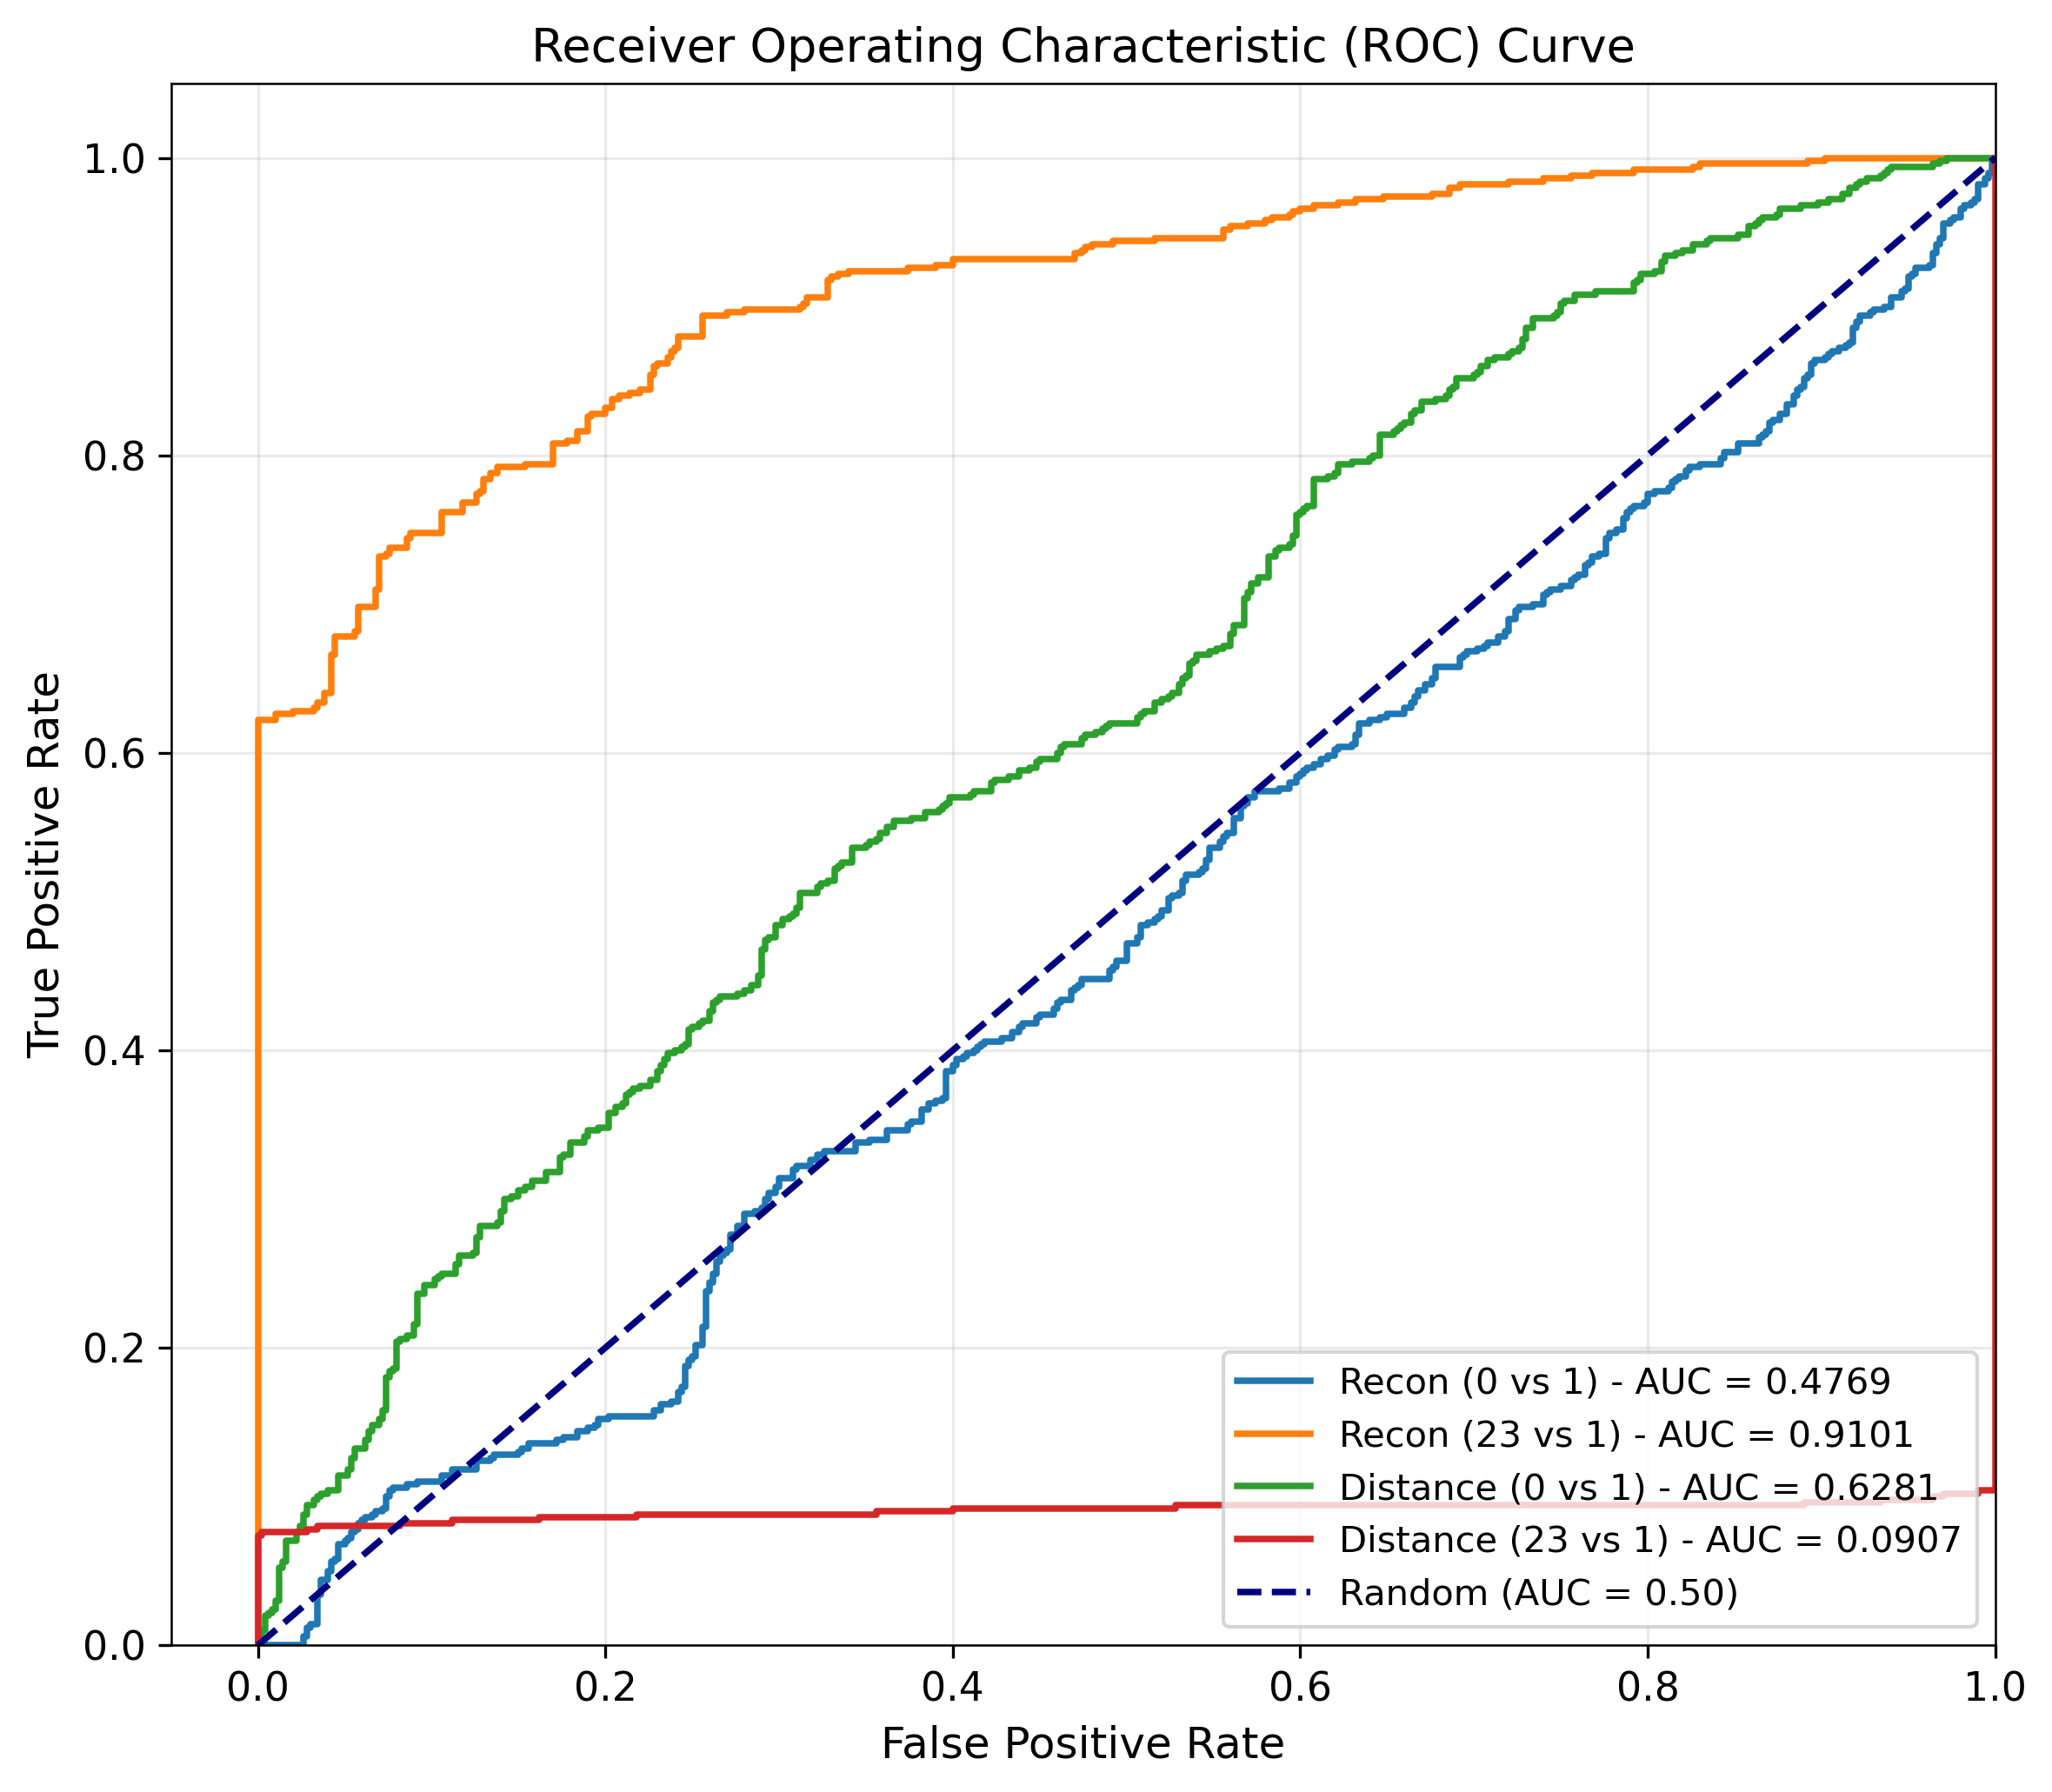 Receiver Operating Characteristic (ROC) Curve
True Positive Rate
1.0
0.8
0.6
0.4
0.2
0.0
Recon (0 vs 1) - AUC = 0.4769
Recon (23 vs 1) - AUC = 0.9101
Distance (0 vs 1) - AUC = 0.6281
Distance (23 vs 1) - AUC = 0.0907
Random (AUC = 0.50)
0.0 0.2 0.4 0.6 0.8 1.0
False Positive Rate